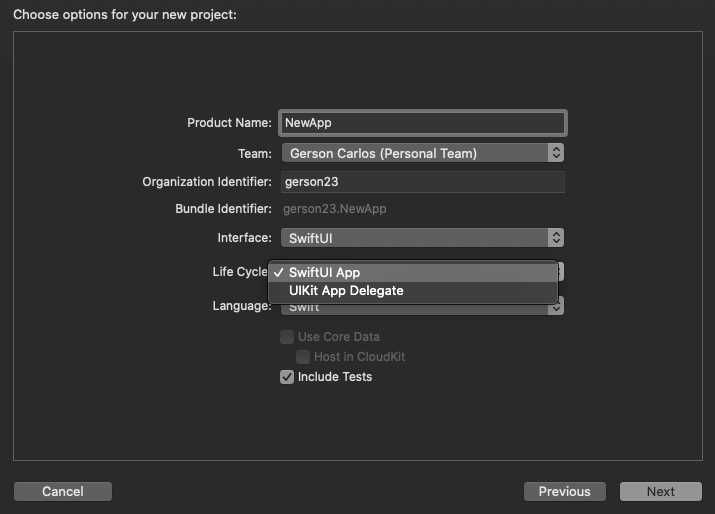 Choose options for your new project:
Product Name: NewApp
Team: Gerson Carlos (Personal Team)
Organization Identifier: gerson23
Bundle Identifier: gerson23.NewApp
Interface: SwiftUI
Life Cycle ✓ SwiftUI App
UIKit App Delegate
Language: Swift
Use Core Data
Host in CloudKit
Include Tests
Cancel Previous Next